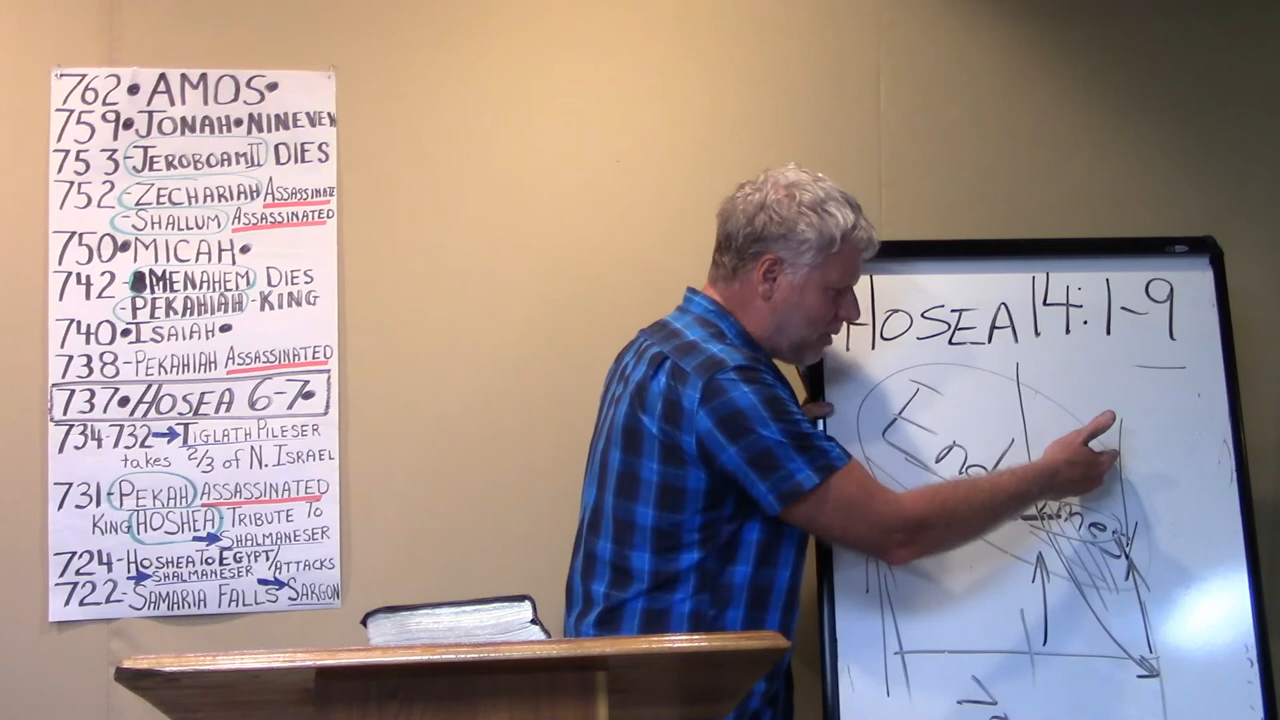 762•AMOS•
759•JONAH•NINEVEH
753-JEROBOAM II DIES
752-ZECHARIAH ASSASSINATE
-SHALLUM ASSASSINATED
750•MICAH•
742-MENAHEM DIES
-PEKAHIAH-KING
740•ISAIAH•
738-PEKAHIAH ASSASSINATED
737•HOSEA 6-7•
734-732→TIGLATH PILESER
takes 2/3 of N. ISRAEL
731-PEKAH ASSASSINATED
KING HOSHEA TRIBUTE TO
→SHALMANESER
724-HOSHEA TO EGYPT/
→SHALMANESER ATTACKS
722-SAMARIA FALLS→SARGON
HOSEA 14:1-9
End